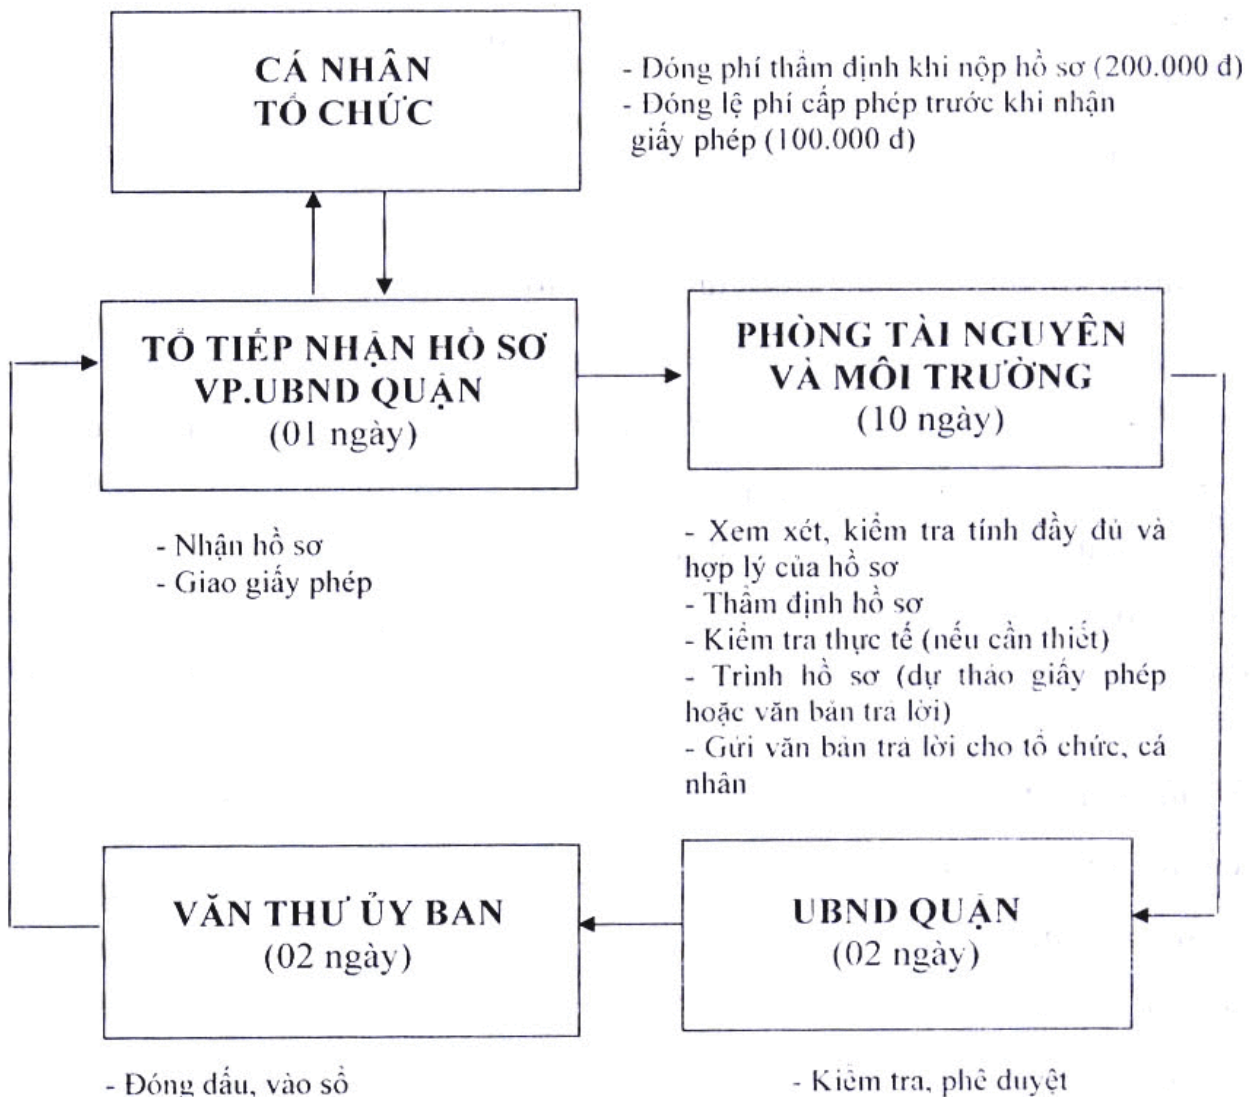 CÁ NHÂN
TỔ CHỨC
- Đóng phí thẩm định khi nộp hồ sơ (200.000 đ)
- Đóng lệ phí cấp phép trước khi nhận
giấy phép (100.000 đ)
TỔ TIẾP NHẬN HỒ SƠ
VP.UBND QUẬN
(01 ngày)
PHÒNG TÀI NGUYÊN
VÀ MÔI TRƯỜNG
(10 ngày)
- Nhận hồ sơ
- Giao giấy phép
- Xem xét, kiểm tra tính đầy đủ và
hợp lý của hồ sơ
- Thẩm định hồ sơ
- Kiểm tra thực tế (nếu cần thiết)
- Trình hồ sơ (dự thảo giấy phép
hoặc văn bản trả lời)
- Gửi văn bản trả lời cho tổ chức, cá
nhân
VĂN THƯ ỦY BAN
(02 ngày)
UBND QUẬN
(02 ngày)
- Đóng dấu, vào sổ
- Kiểm tra, phê duyệt